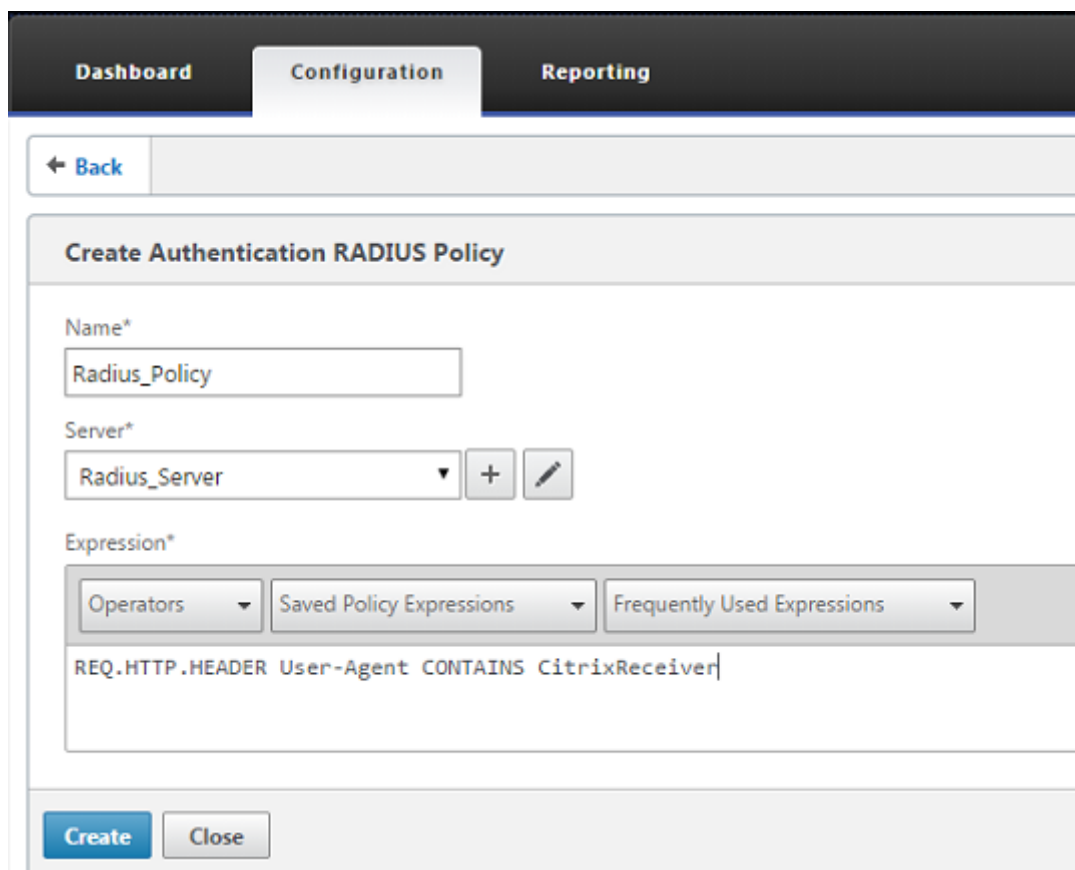 Dashboard Configuration Reporting
Back
Create Authentication RADIUS Policy
Name*
Radius_Policy
Server*
Radius_Server
Expression*
Operators Saved Policy Expressions Frequently Used Expressions
REQ.HTTP.HEADER User-Agent CONTAINS CitrixReceiver
Create Close